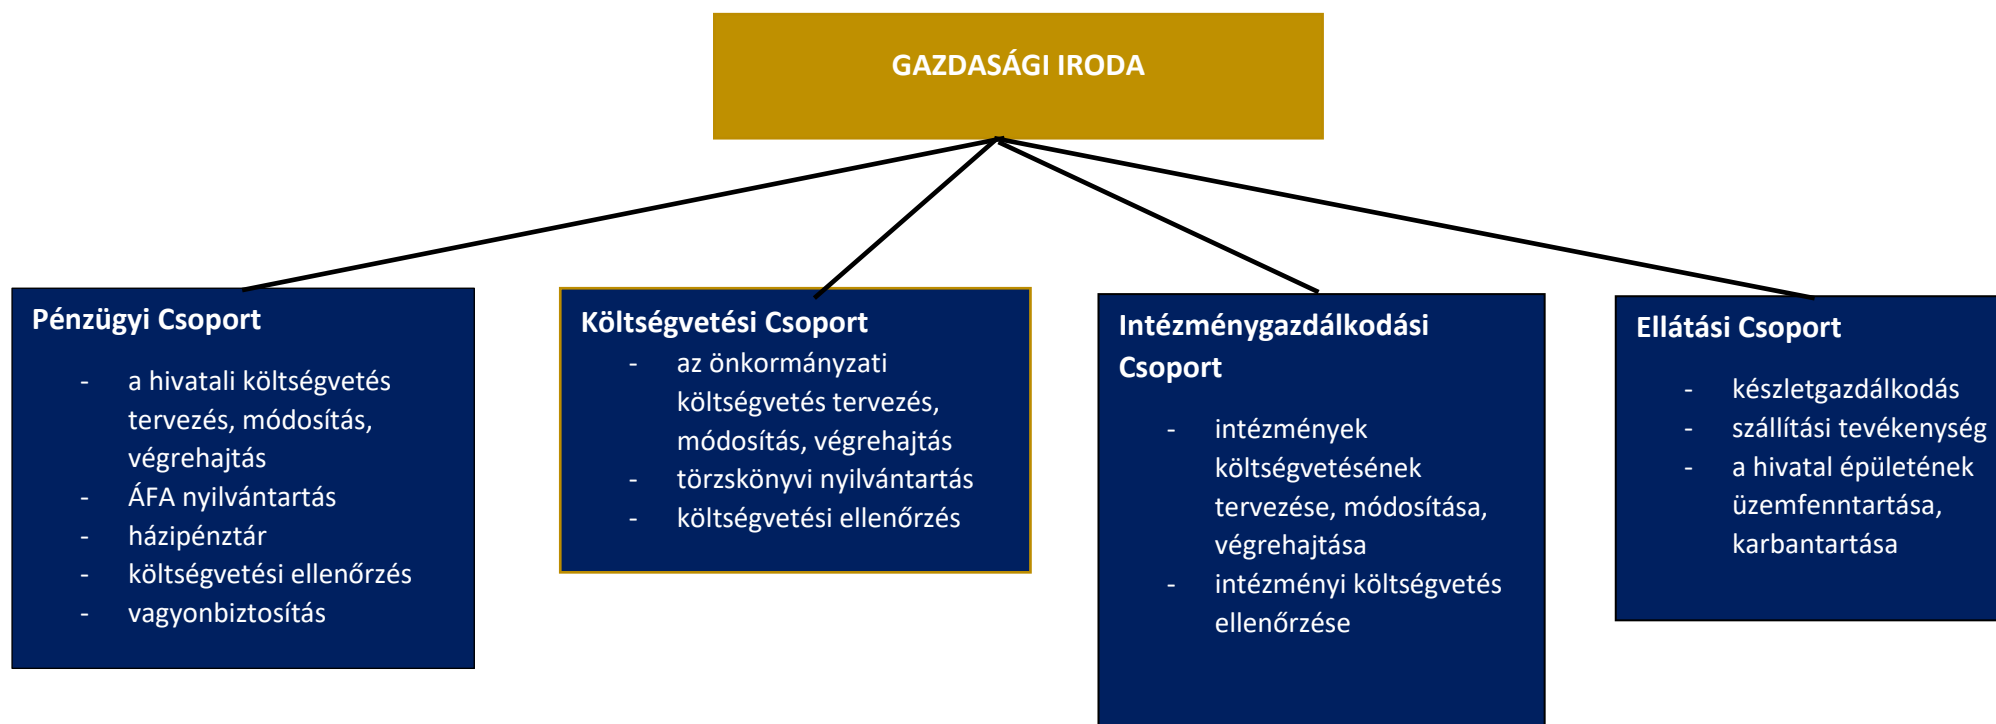 GAZDASÁGI IRODA
Pénzügyi Csoport
- a hivatali költségvetés
tervezés, módosítás,
végrehajtás
- ÁFA nyilvántartás
- házipénztár
- költségvetési ellenőrzés
- vagyonbiztosítás
Költségvetési Csoport
- az önkormányzati
költségvetés tervezés,
módosítás, végrehajtás
- törzskönyvi nyilvántartás
- költségvetési ellenőrzés
Intézménygazdálkodási
Csoport
- intézmények
költségvetésének
tervezése, módosítása,
végrehajtása
- intézményi költségvetés
ellenőrzése
Ellátási Csoport
- készletgazdálkodás
- szállítási tevékenység
- a hivatal épületének
üzemfenntartása,
karbantartása